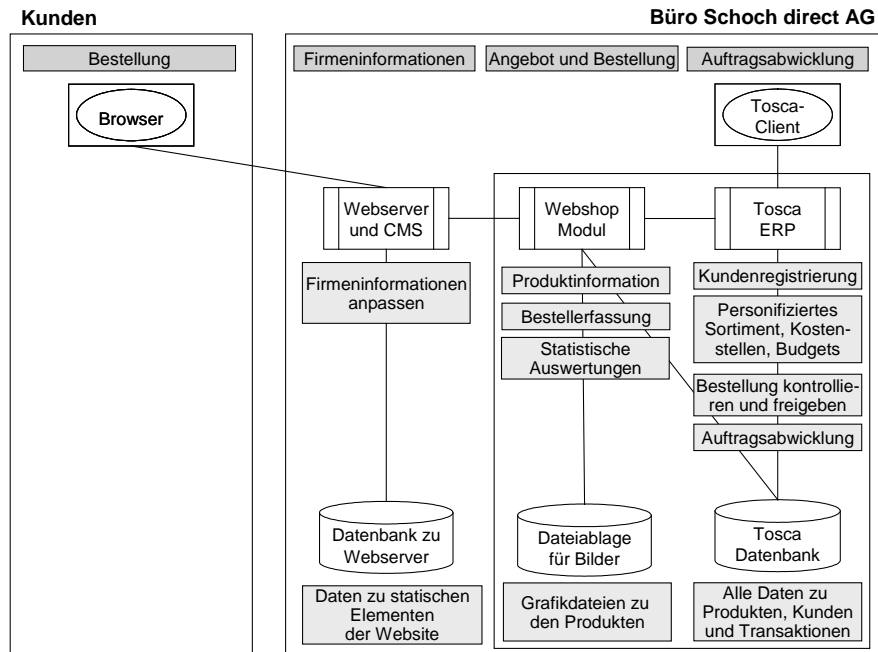 Kunden
Büro Schoch direct AG
Bestellung
Firmeninformationen
Angebot und Bestellung
Auftragsabwicklung
Browser
Tosca-
Client
Webserver
und CMS
Webshop
Modul
Tosca
ERP
Firmeninformationen
anpassen
Produktinformation
Bestellerfassung
Statistische
Auswertungen
Kundenregistrierung
Personifiziertes
Sortiment, Kosten-
stellen, Budgets
Bestellung kontrollie-
ren und freigeben
Auftragsabwicklung
Datenbank zu
Webserver
Dateiablage
für Bilder
Tosca
Datenbank
Daten zu statischen
Elementen
der Website
Grafikdateien zu
den Produkten
Alle Daten zu
Produkten, Kunden
und Transaktionen